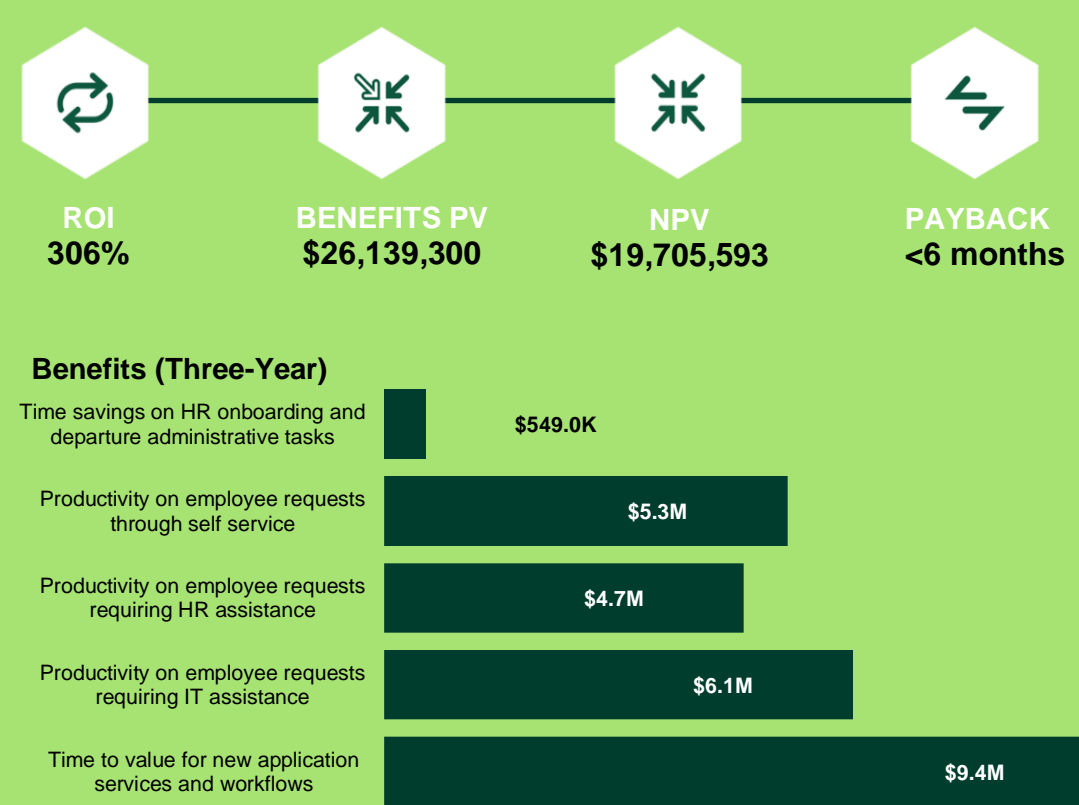 ROI
306%
BENEFITS PV
$26,139,300
NPV
$19,705,593
PAYBACK
<6 months
Benefits (Three-Year)
Time savings on HR onboarding and
departure administrative tasks
$549.0K
Productivity on employee requests
through self service
$5.3M
Productivity on employee requests
requiring HR assistance
$4.7M
Productivity on employee requests
requiring IT assistance
$6.1M
Time to value for new application
services and workflows
$9.4M